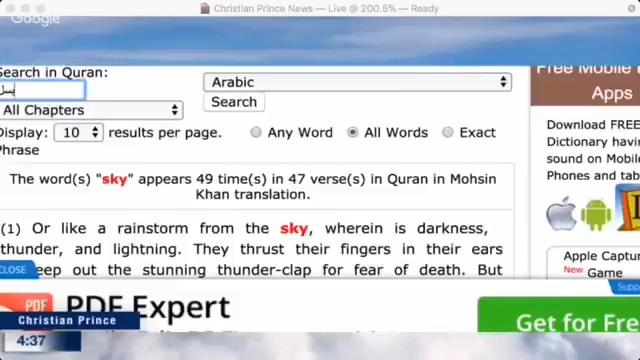 Christian Prince News — Live @ 200.5% — Ready
Google
Search in Quran:
Arabic
All Chapters
Search
Display: 10 results per page.
Any Word
All Words
Exact
Phrase
The word(s) "sky" appears 49 time(s) in 47 verse(s) in Quran in Mohsin
Khan translation.
(1) Or like a rainstorm from the sky, wherein is darkness,
thunder, and lightning. They thrust their fingers in their ears
eep out the stunning thunder-clap for fear of death. But
Free Mobile
Apps
Download FREE
Dictionary havin
sound on Mobile
Phones and tab
Apple Captur
New Game
CLOSE
Suppo
PDF
PDF Expert
Get for Fre
Christian Prince
4:37